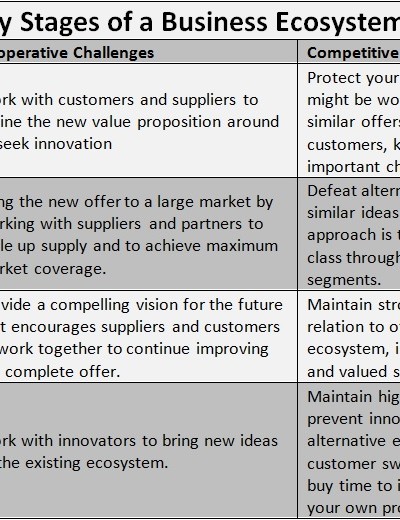 y Stages of a Business Ecosystem
operative Challenges
Competitive
ork with customers and suppliers to
ine the new value proposition around
seek innovation
Protect your
might be wo
similar offers
customers, k
important ch
ng the new offer to a large market by
rking with suppliers and partners to
le up supply and to achieve maximum
rket coverage.
Defeat altern
similar ideas
approach is t
class through
segments.
vide a compelling vision for the future
t encourages suppliers and customers
work together to continue improving
complete offer.
Maintain stro
relation to o
ecosystem, i
and valued s
ork with innovators to bring new ideas
the existing ecosystem.
Maintain hig
prevent inno
alternative e
customer sw
buy time to i
your own pro